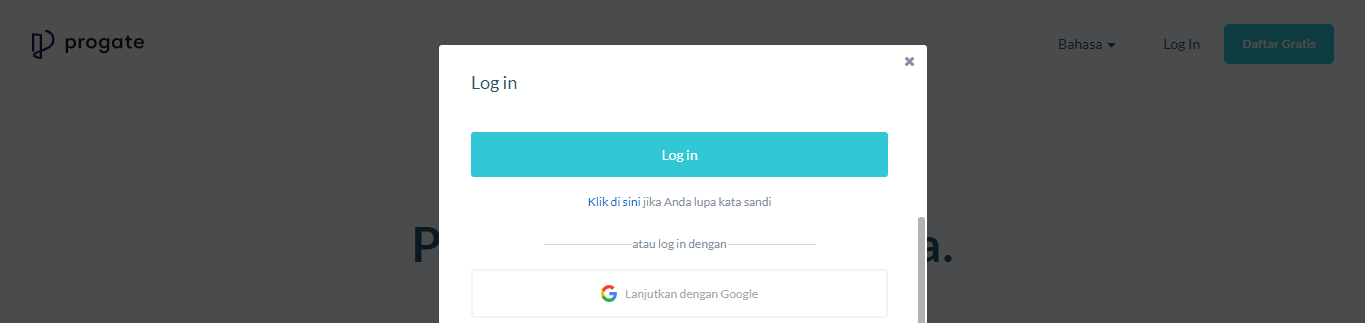 progate
Bahasa
Log In
Daftar Gratis
Log in
Log in
Klik di sini jika Anda lupa kata sandi
atau log in dengan
Lanjutkan dengan Google